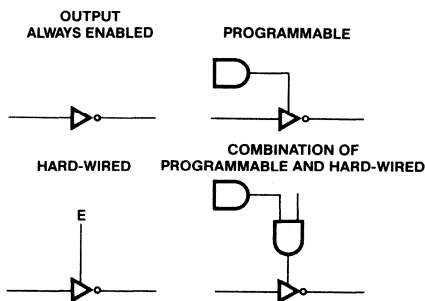 OUTPUT
ALWAYS ENABLED
PROGRAMMABLE
HARD-WIRED
COMBINATION OF
PROGRAMMABLE AND HARD-WIRED
E